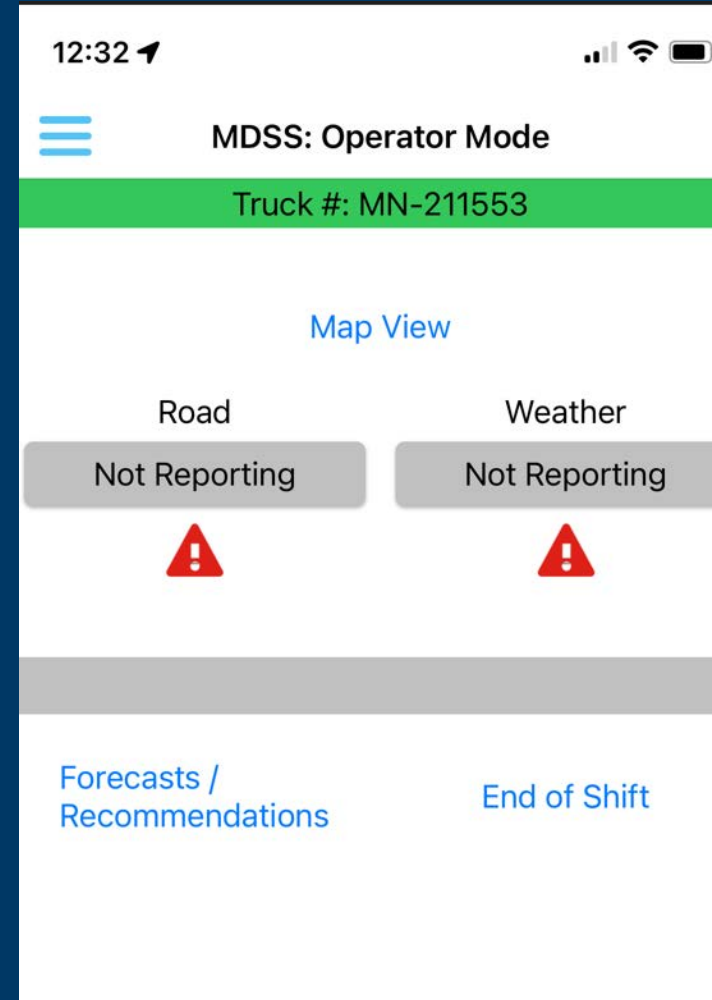 12:32
MDSS: Operator Mode
Truck #: MN-211553
Map View
Road
Weather
Not Reporting
Not Reporting
Forecasts /
Recommendations
End of Shift